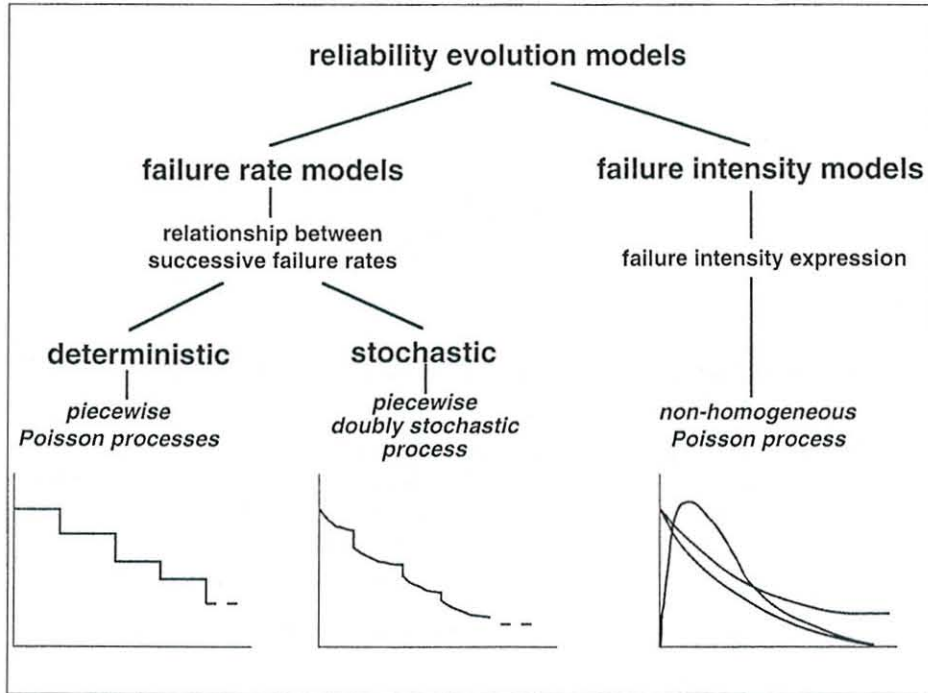 reliability evolution models
failure rate models
failure intensity models
relationship between
successive failure rates
failure intensity expression
deterministic
stochastic
piecewise
Poisson processes
piecewise
doubly stochastic
process
non-homogeneous
Poisson process